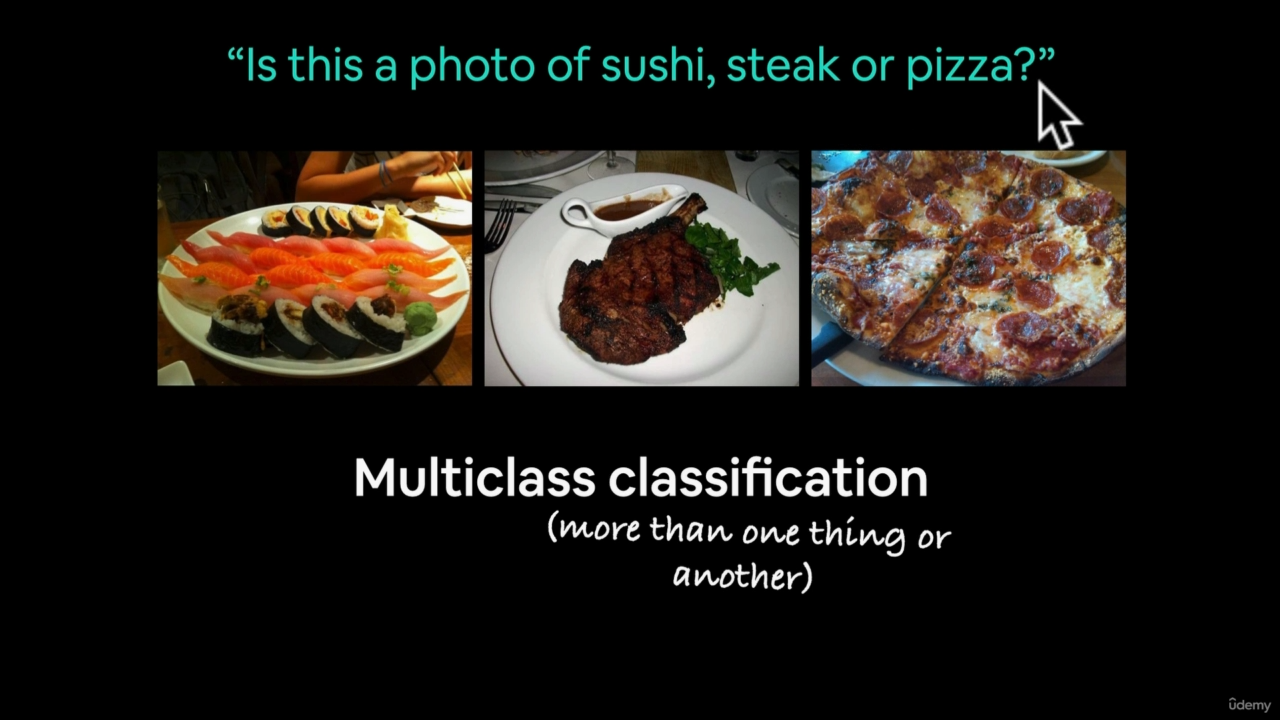 “Is this a photo of sushi, steak or pizza?”
Multiclass classification
(more than one thing or
another)
ûdemy